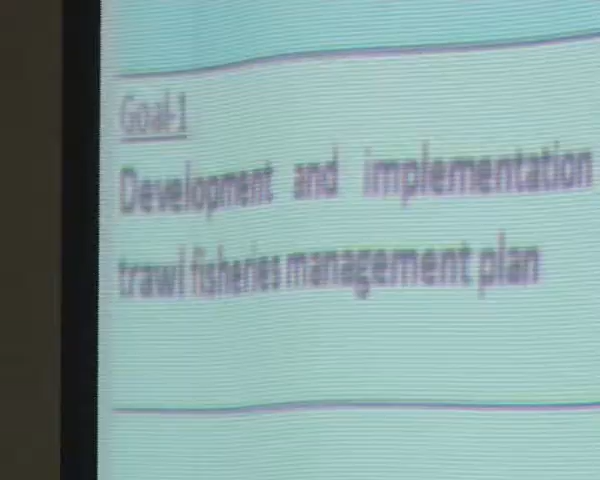 Goal-1
Development and implementation
trawl fisheries management plan